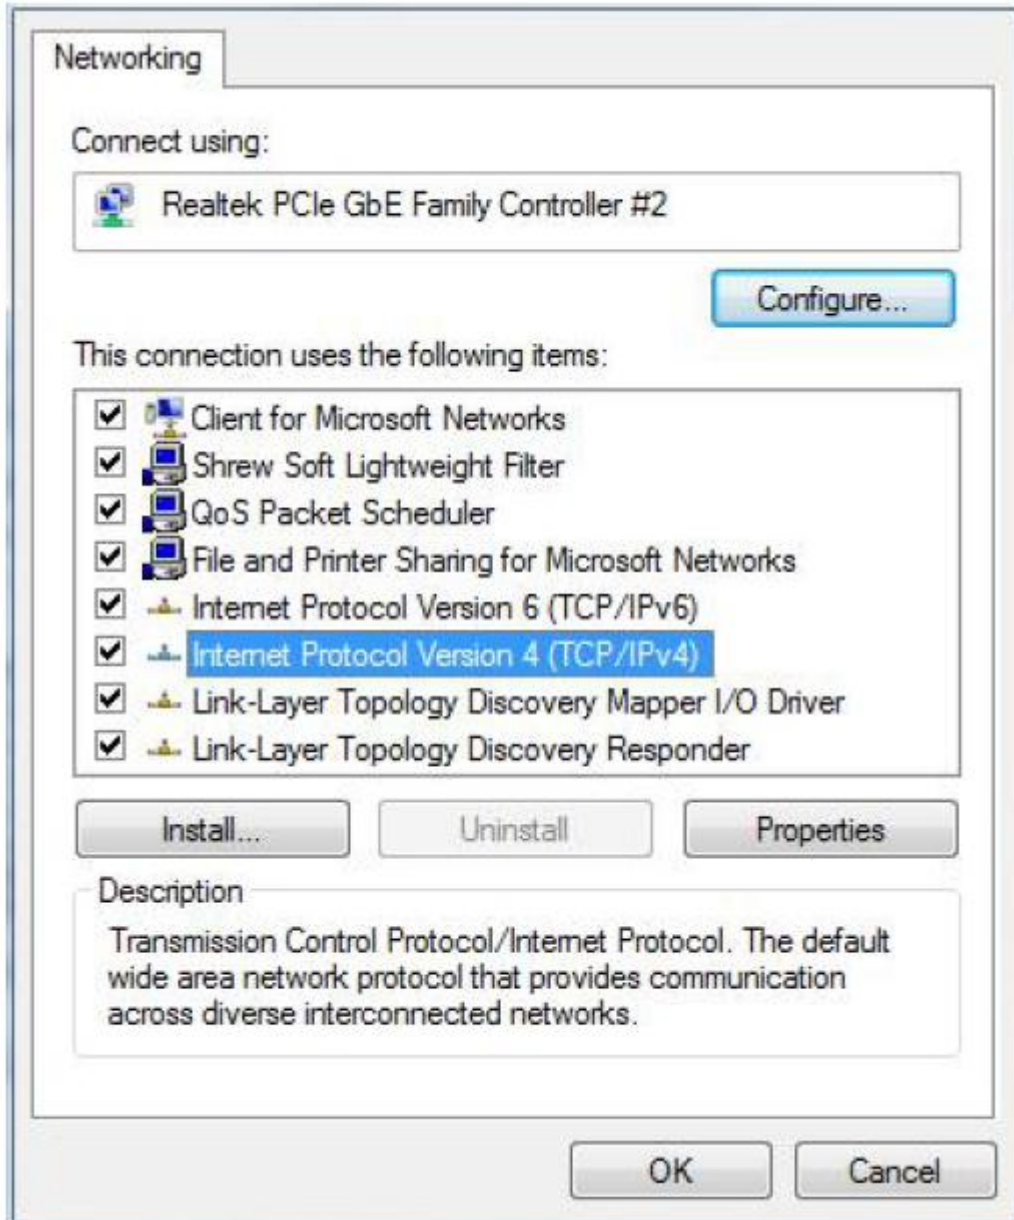 Networking
Connect using:
Realtek PCIe GbE Family Controller #2
Configure...
This connection uses the following items:
Client for Microsoft Networks
Shrew Soft Lightweight Filter
QoS Packet Scheduler
File and Printer Sharing for Microsoft Networks
Internet Protocol Version 6 (TCP/IPv6)
Internet Protocol Version 4 (TCP/IPv4)
Link-Layer Topology Discovery Mapper I/O Driver
Link-Layer Topology Discovery Responder
Install...
Uninstall
Properties
Description
Transmission Control Protocol/Internet Protocol. The default
wide area network protocol that provides communication
across diverse interconnected networks.
OK
Cancel